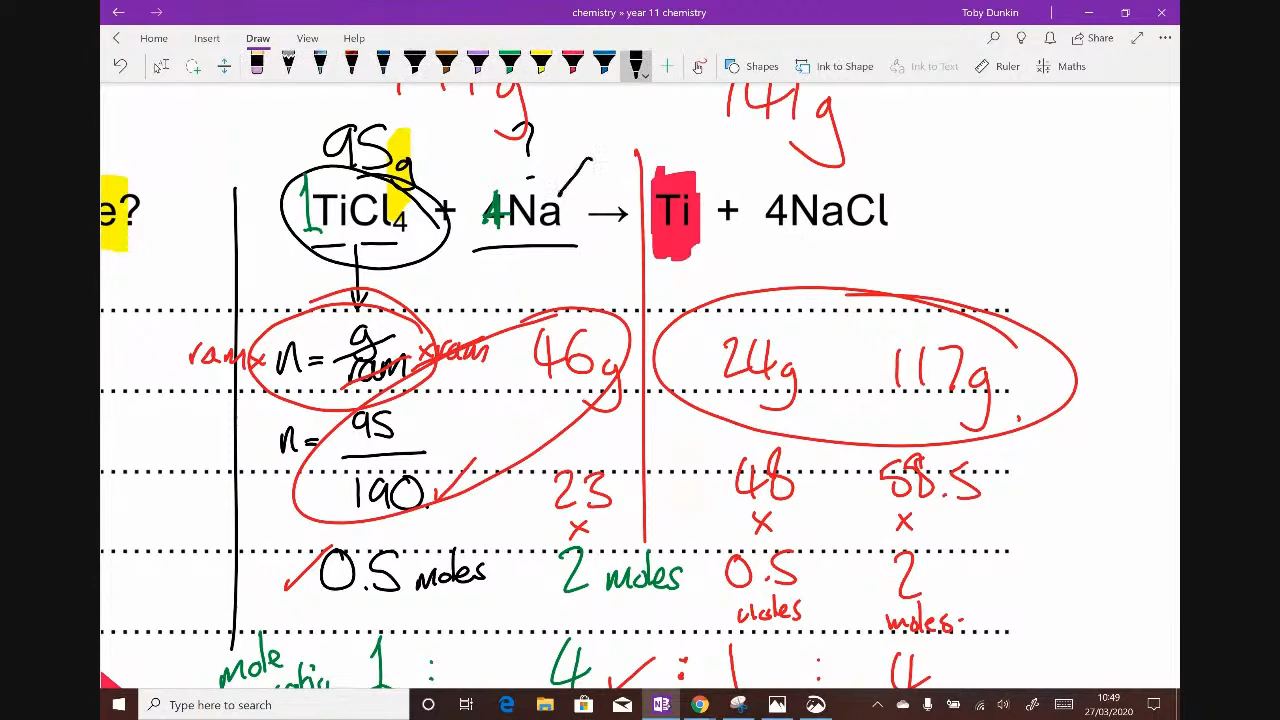 chemistry » year 11 chemistry
Toby Dunkin
Home Insert Draw View Help
Share
Shapes
Ink to Shape
Ink to Text
Ruler
Maths
141g
95g ?
e? 1TiCl4 + 4Na → Ti + 4NaCl
ram x n = g/ram x ram 46g 24g 117g.
n = 95/190. 23 48 58.5
x x x
0.5 moles 2 moles 0.5 moles 2 moles.
mole ratio 1 : 4 : 1 : 4
Type here to search
10:49
27/03/2020